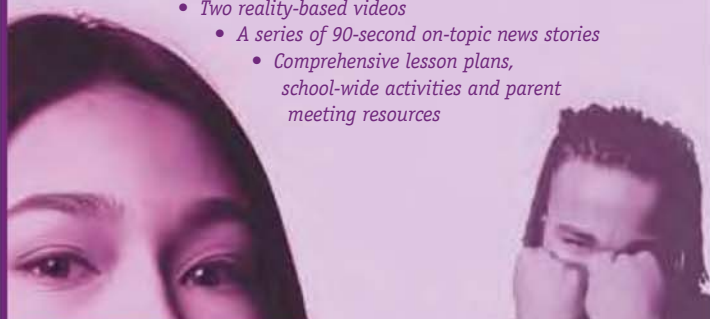 • Two reality-based videos
• A series of 90-second on-topic news stories
• Comprehensive lesson plans,
school-wide activities and parent
meeting resources